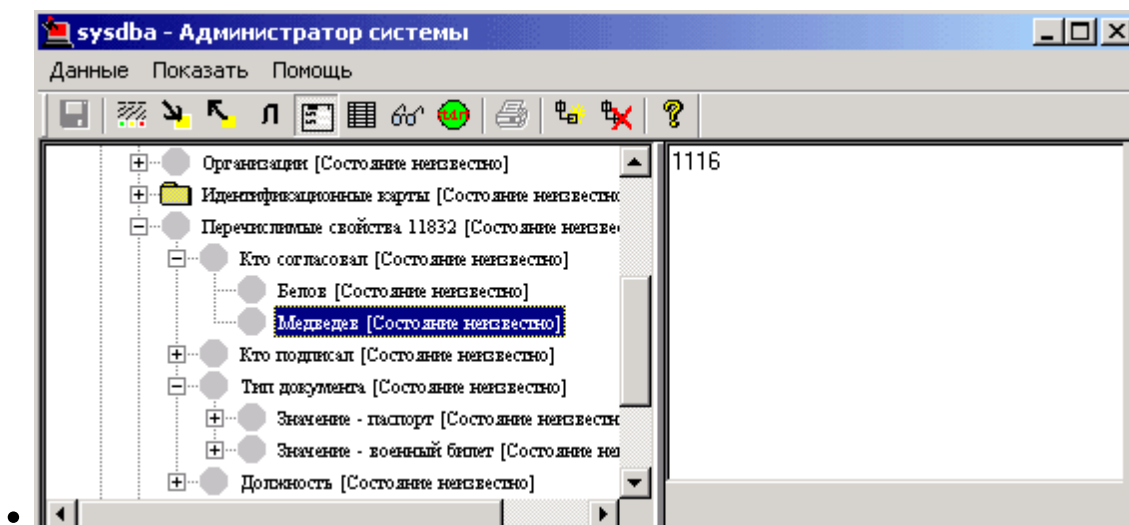 sysdba - Администратор системы
Данные Показать Помощь
Л
Организации [Состояние неизвестно]
1116
Идентификационные карты [Состояние неизвестно
Перечислимые свойства 11832 [Состояние неизве
Кто согласовал [Состояние неизвестно]
Белов [Состояние неизвестно]
Медведев [Состояние неизвестно]
Кто подписал [Состояние неизвестно]
Тип документа [Состояние неизвестно]
Значение - паспорт [Состояние неизвестн
Значение - военный билет [Состояние не
Должность [Состояние неизвестно]